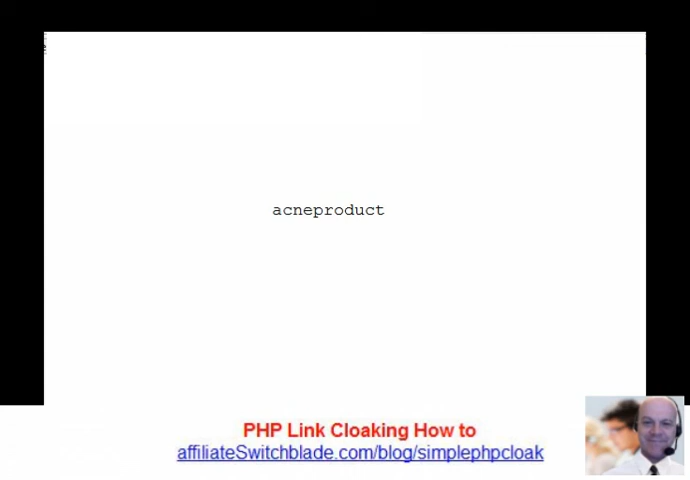 acneproduct
PHP Link Cloaking How to
affiliateSwitchblade.com/blog/simplephpcloak